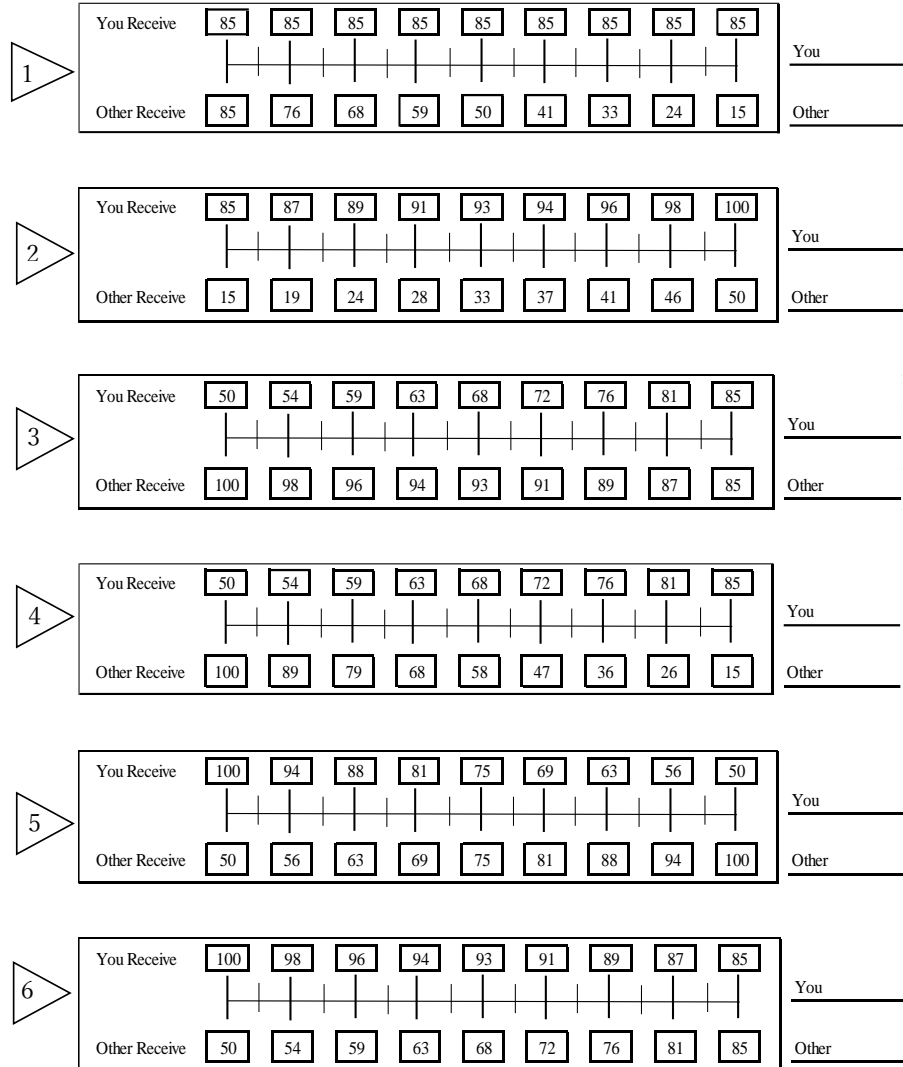 You Receive 85 85 85 85 85 85 85 85 85
1 You
Other Receive 85 76 68 59 50 41 33 24 15 Other
You Receive 85 87 89 91 93 94 96 98 100
2 You
Other Receive 15 19 24 28 33 37 41 46 50 Other
You Receive 50 54 59 63 68 72 76 81 85
3 You
Other Receive 100 98 96 94 93 91 89 87 85 Other
You Receive 50 54 59 63 68 72 76 81 85
4 You
Other Receive 100 89 79 68 58 47 36 26 15 Other
You Receive 100 94 88 81 75 69 63 56 50
5 You
Other Receive 50 56 63 69 75 81 88 94 100 Other
You Receive 100 98 96 94 93 91 89 87 85
6 You
Other Receive 50 54 59 63 68 72 76 81 85 Other